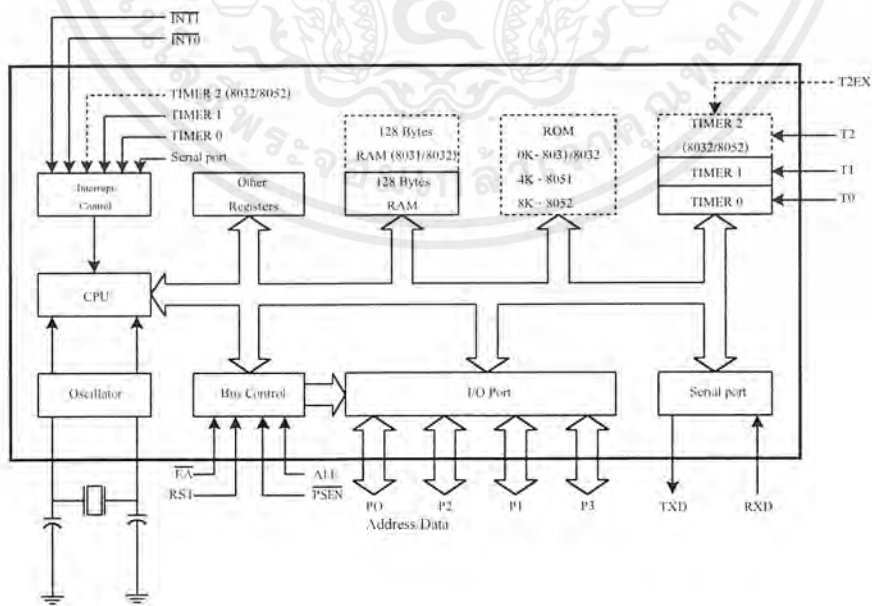 INT1
INT0
TIMER 2 (8032/8052)
TIMER 1
TIMER 0
Serial port
Interrupt
Control
Other
Registers
128 Bytes
RAM (8031/8032)
128 Bytes
RAM
ROM
0K - 8031/8032
4K - 8051
8K - 8052
TIMER 2
(8032/8052)
TIMER 1
TIMER 0
T2EX
T2
T1
T0
CPU
Oscillator
Bus Control
I/O Port
Serial port
EA
RST
ALE
PSEN
PO
P2
P1
P3
Address/Data
TXD
RXD